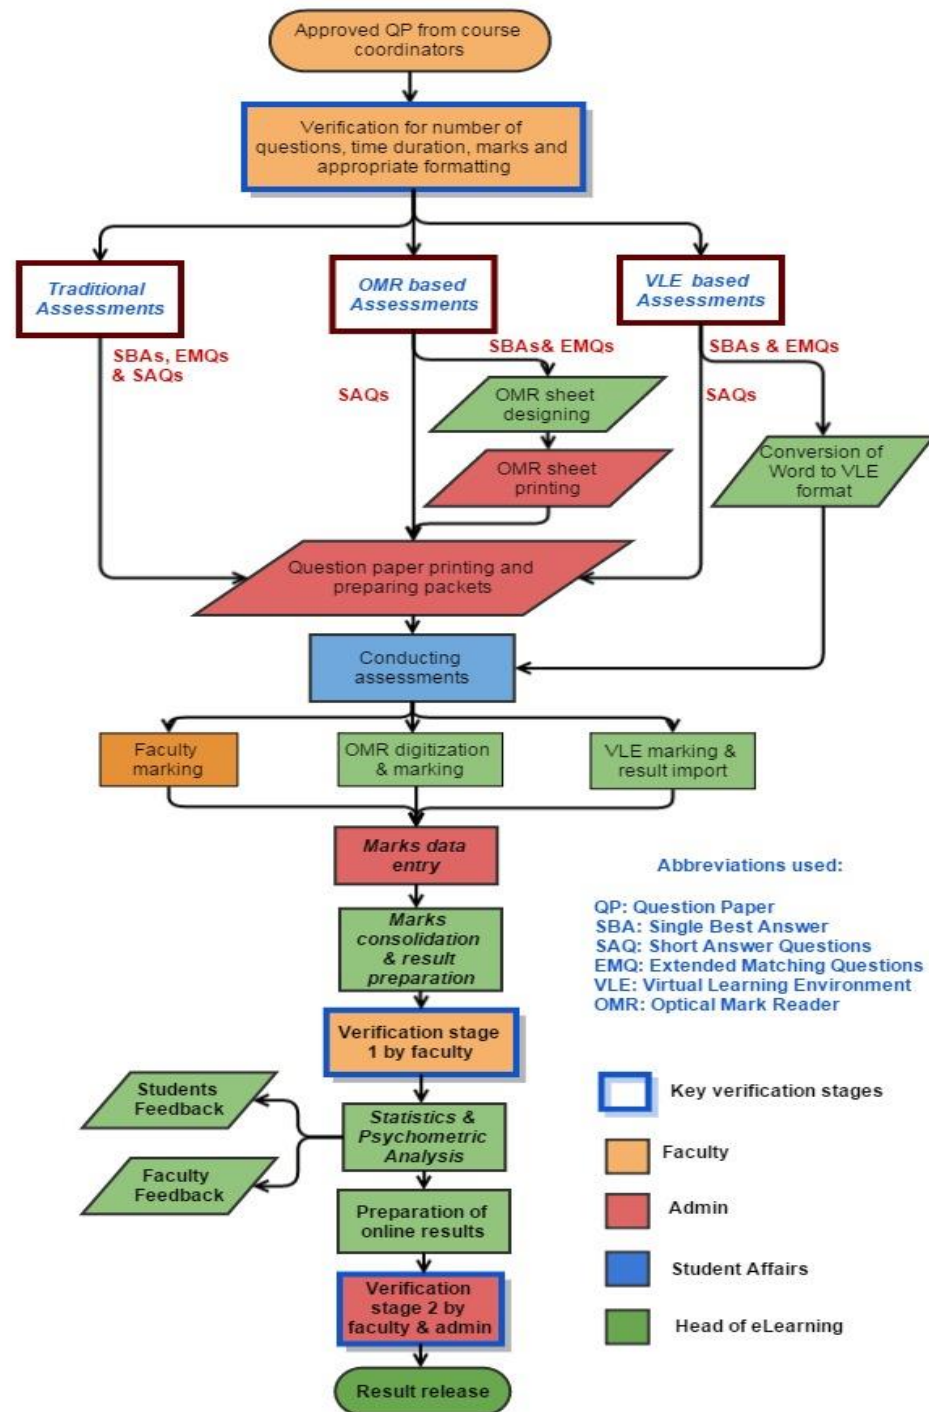 Approved QP from course
coordinators
Verification for number of
questions, time duration, marks and
appropriate formatting
Traditional
Assessments
OMR based
Assessments
VLE based
Assessments
SBAs, EMQs
& SAQs
SAQs
SBAs& EMQs
SAQs
SBAs & EMQs
OMR sheet
designing
OMR sheet
printing
Conversion of
Word to VLE
format
Question paper printing and
preparing packets
Conducting
assessments
Faculty
marking
OMR digitization
& marking
VLE marking &
result import
Marks data
entry
Marks
consolidation
& result
preparation
Verification stage
1 by faculty
Statistics &
Psychometric
Analysis
Students
Feedback
Faculty
Feedback
Preparation of
online results
Verification
stage 2 by
faculty & admin
Result release
Abbreviations used:
QP: Question Paper
SBA: Single Best Answer
SAQ: Short Answer Questions
EMQ: Extended Matching Questions
VLE: Virtual Learning Environment
OMR: Optical Mark Reader
Key verification stages
Faculty
Admin
Student Affairs
Head of eLearning